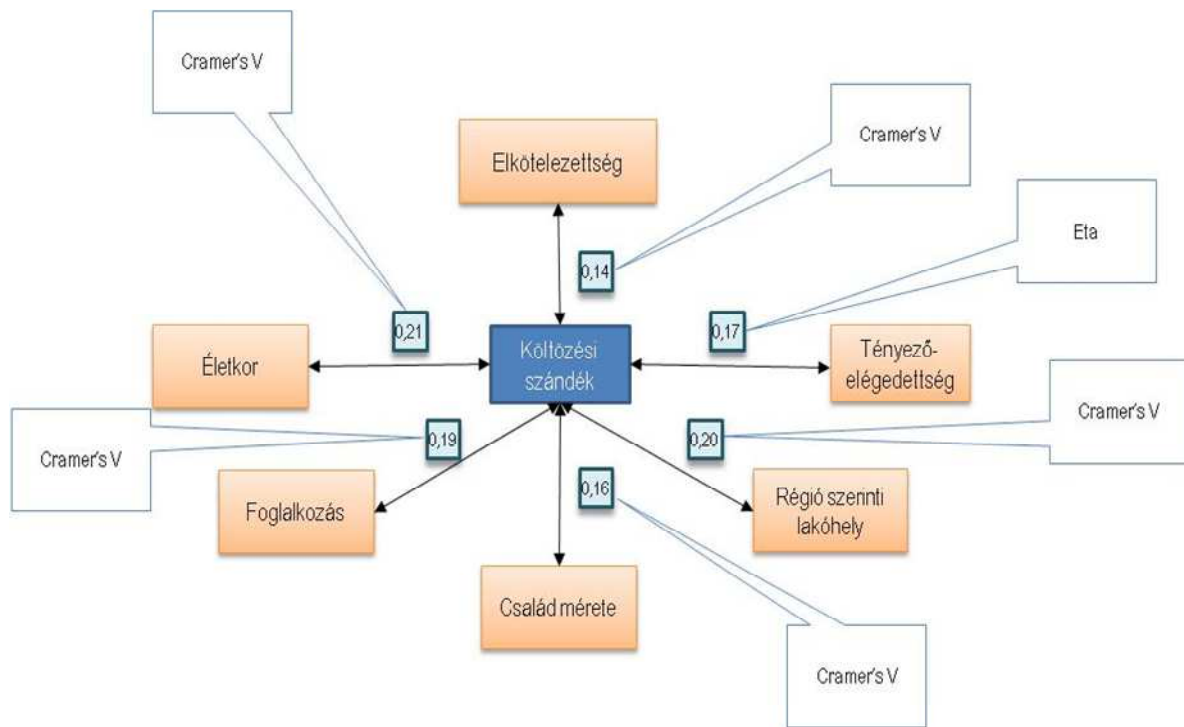 Cramer's V
Elkötelezettség
Cramer's V
0,14
Eta
0,21
0,17
Életkor
Költözési
szándék
Tényező-
elégedettség
Cramer's V
0,19
0,20
Cramer's V
Foglalkozás
0,16
Régió szerinti
lakóhely
Család mérete
Cramer's V